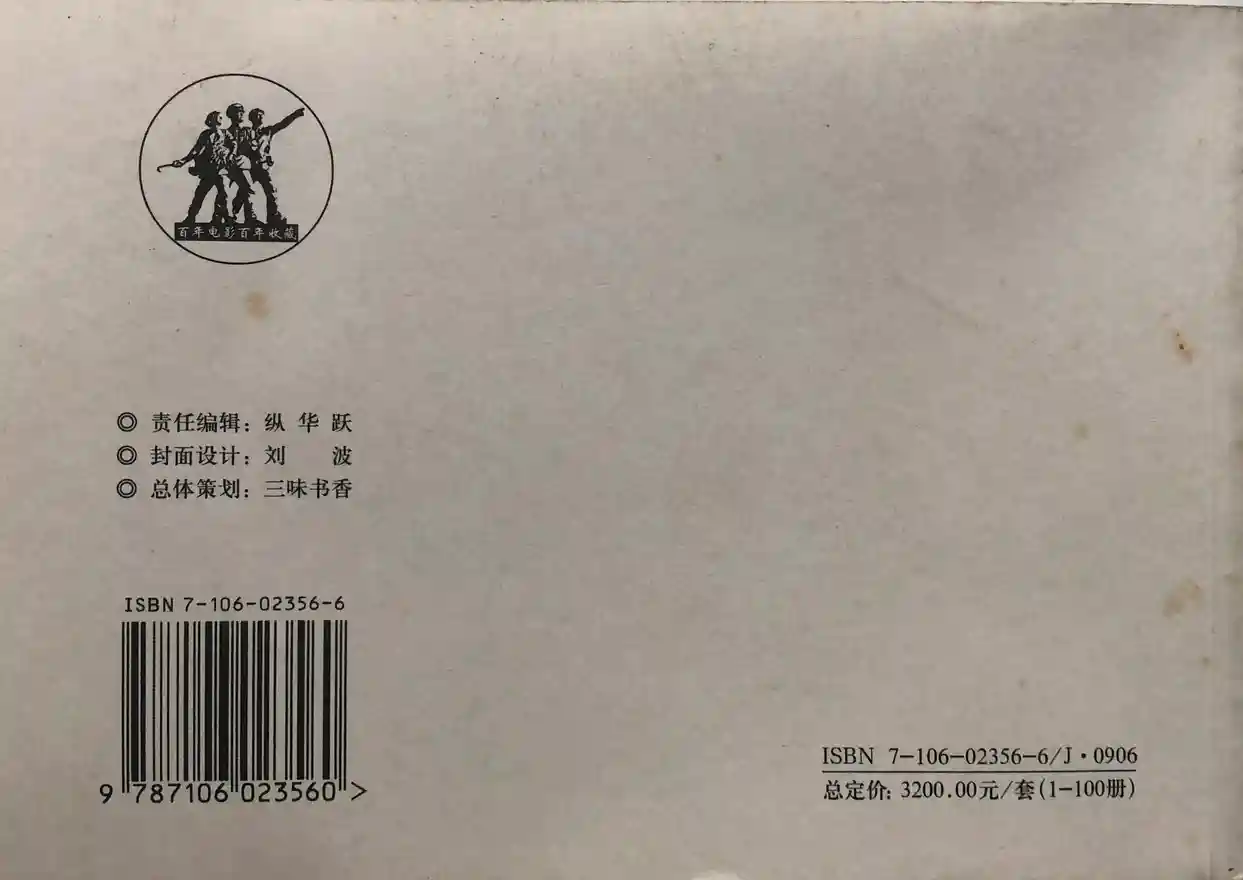 百年电影百年收藏
◎ 责任编辑：纵 华 跃
◎ 封面设计：刘 波
◎ 总体策划：三味书香
ISBN 7-106-02356-6
9 787106 023560 >
ISBN 7-106-02356-6/J·0906
总定价: 3200.00元/套(1-100册)